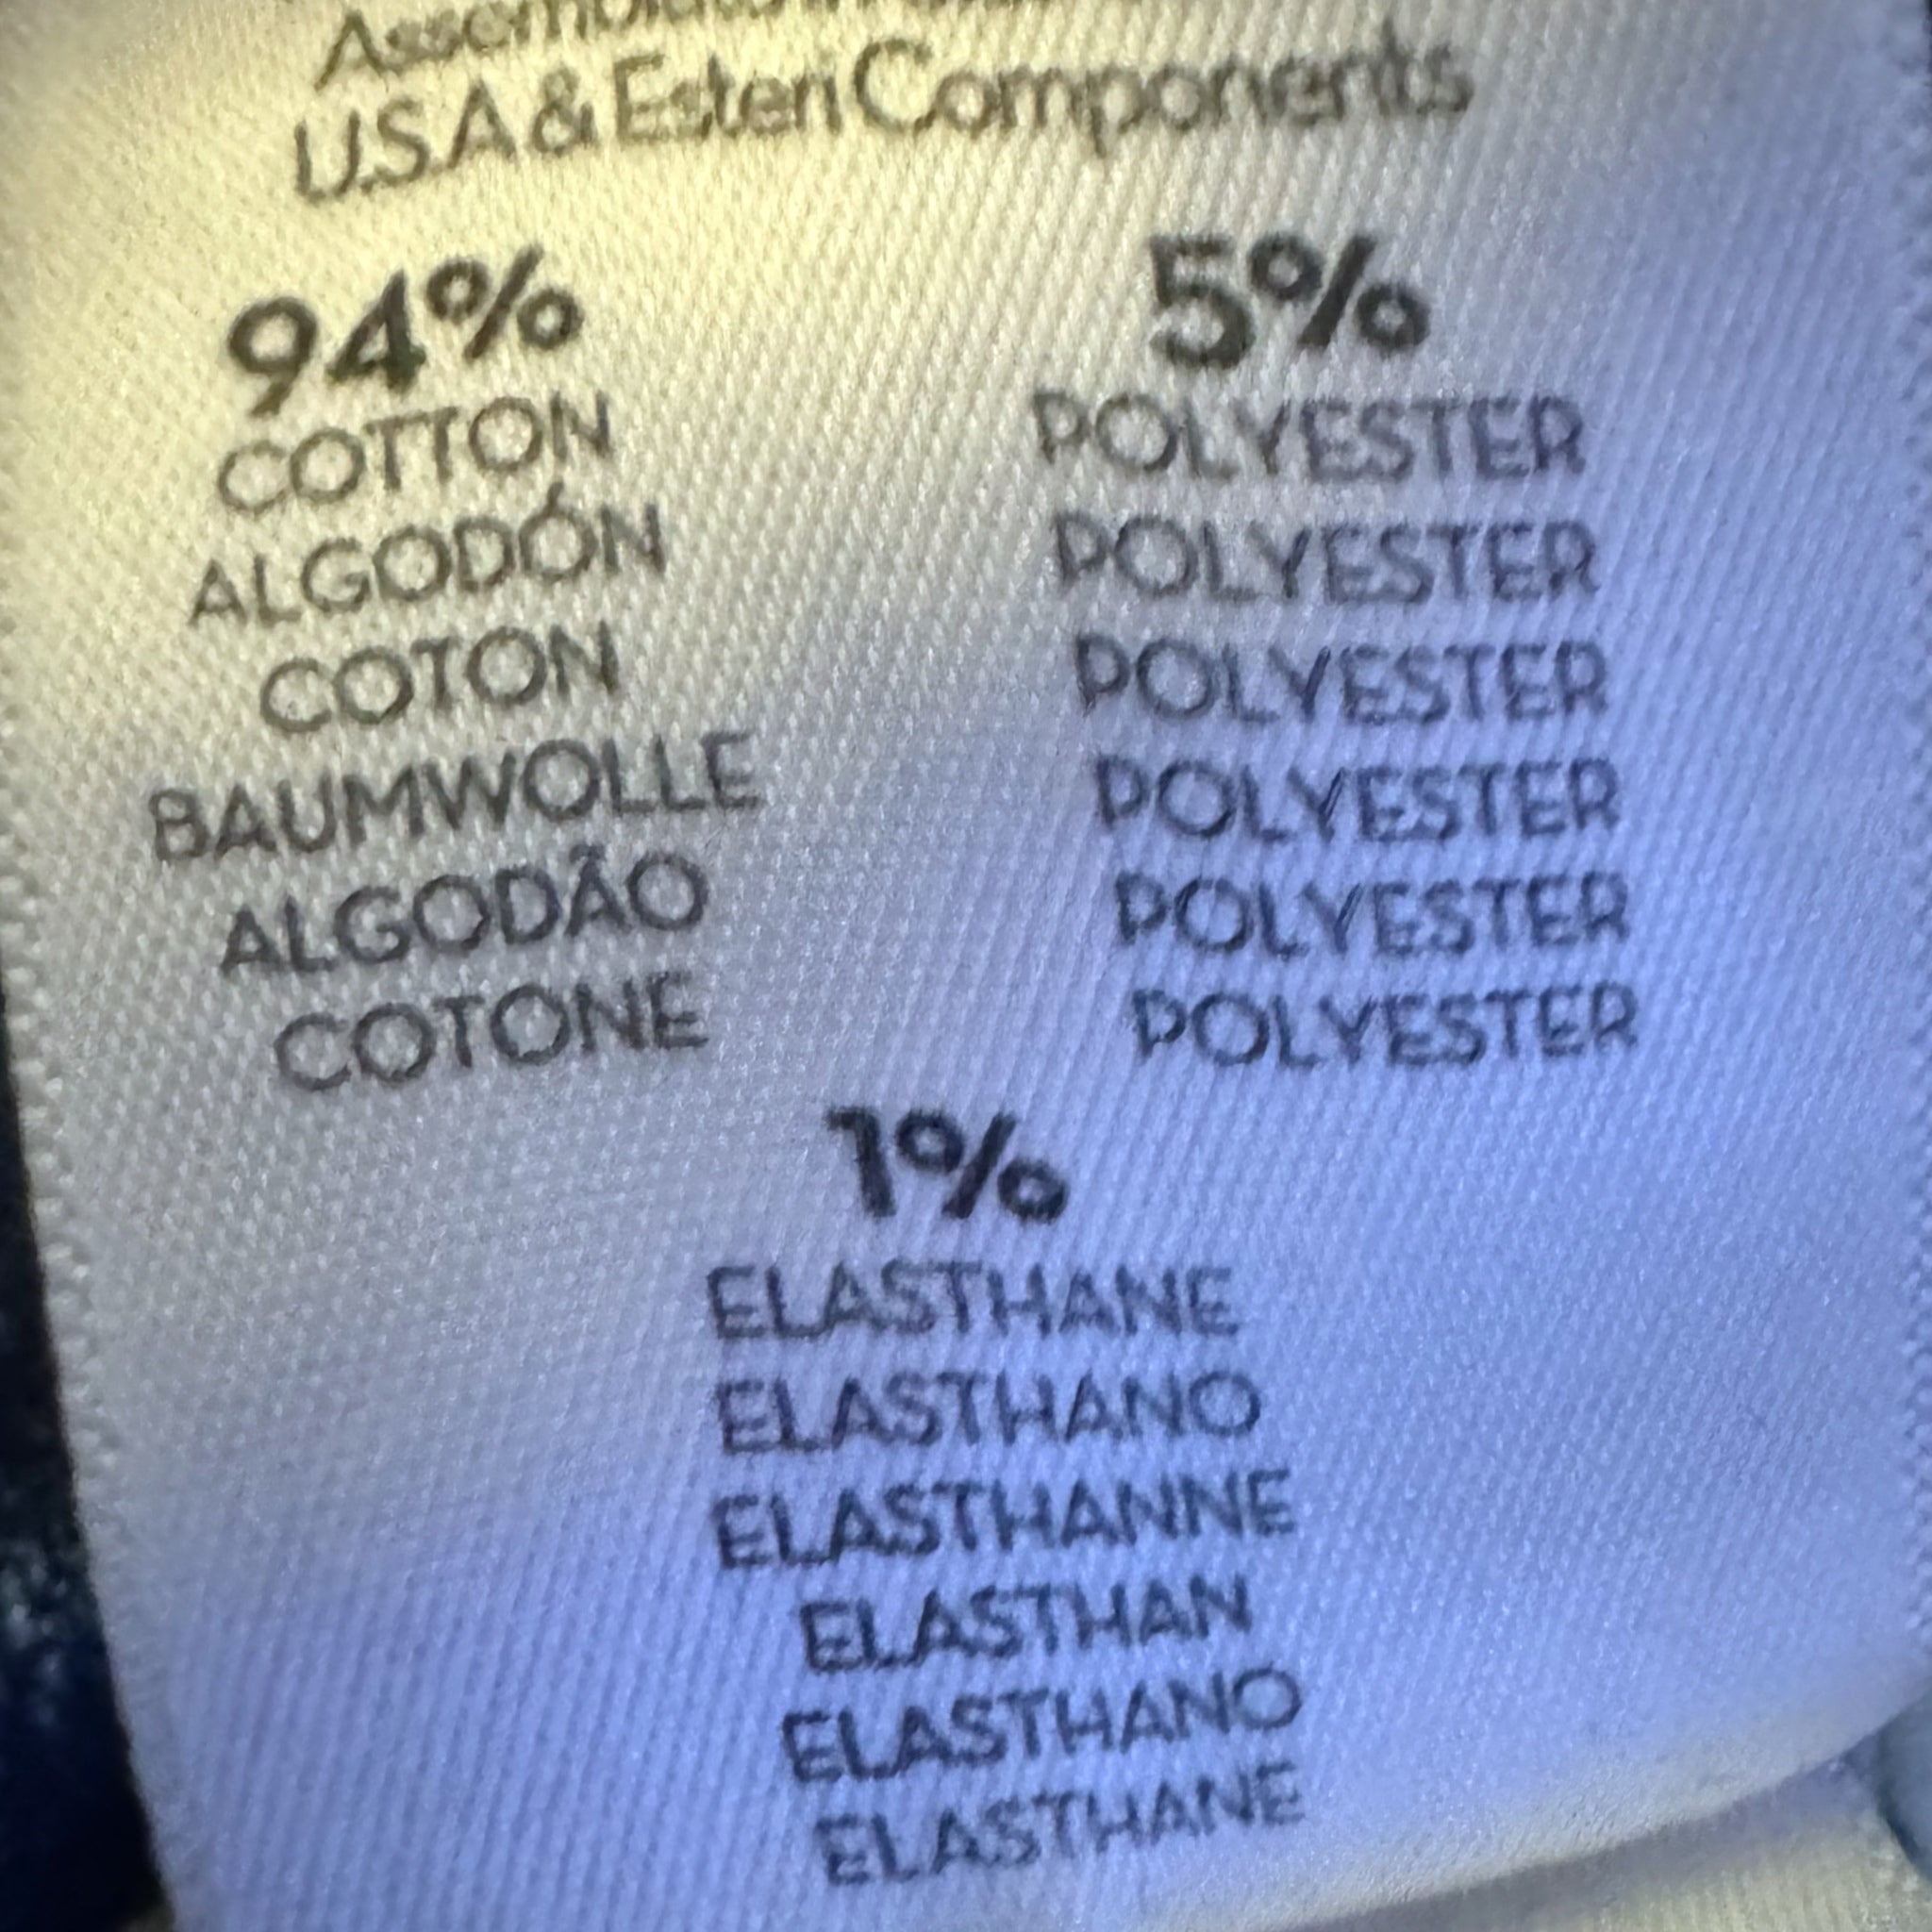 U.S.A & Esteri Components
94%
COTTON
ALGODÓN
COTON
BAUMWOLLE
ALGODÃO
COTONE
5%
POLYESTER
POLYESTER
POLYESTER
POLYESTER
POLYESTER
POLYESTER
1%
ELASTHANE
ELASTHANO
ELASTHANNE
ELASTHAN
ELASTHANO
ELASTHANE